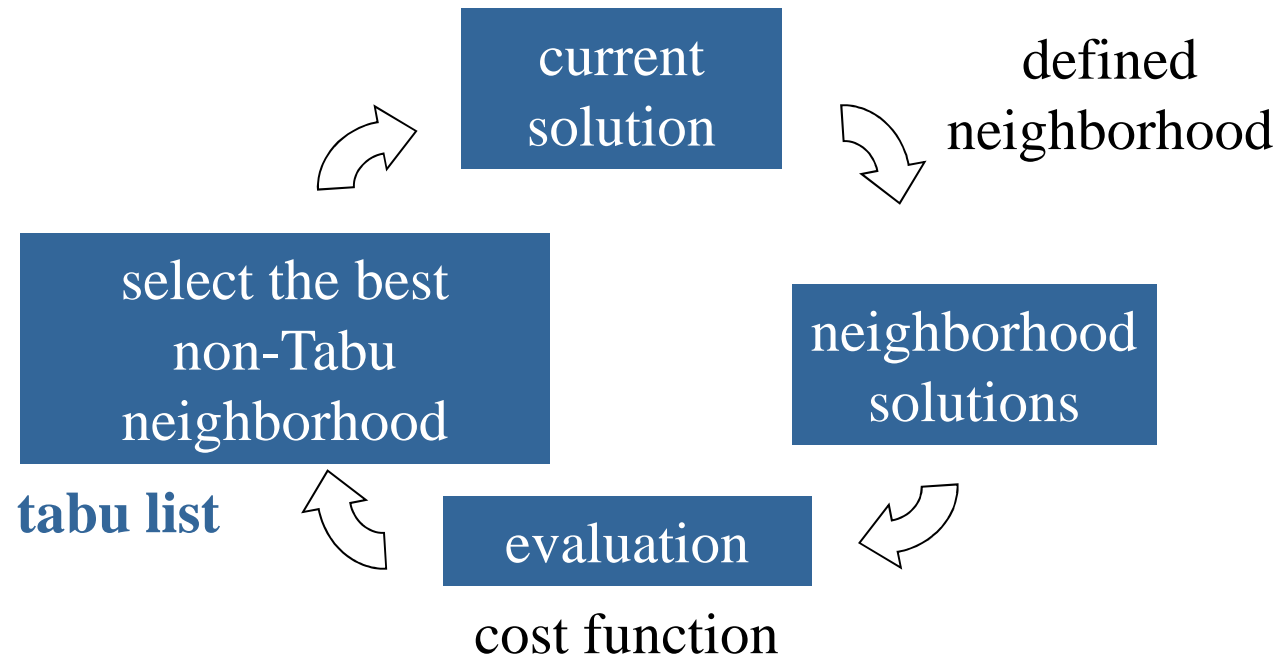 current
solution
defined
neighborhood
select the best
non-Tabu
neighborhood
neighborhood
solutions
tabu list
evaluation
cost function